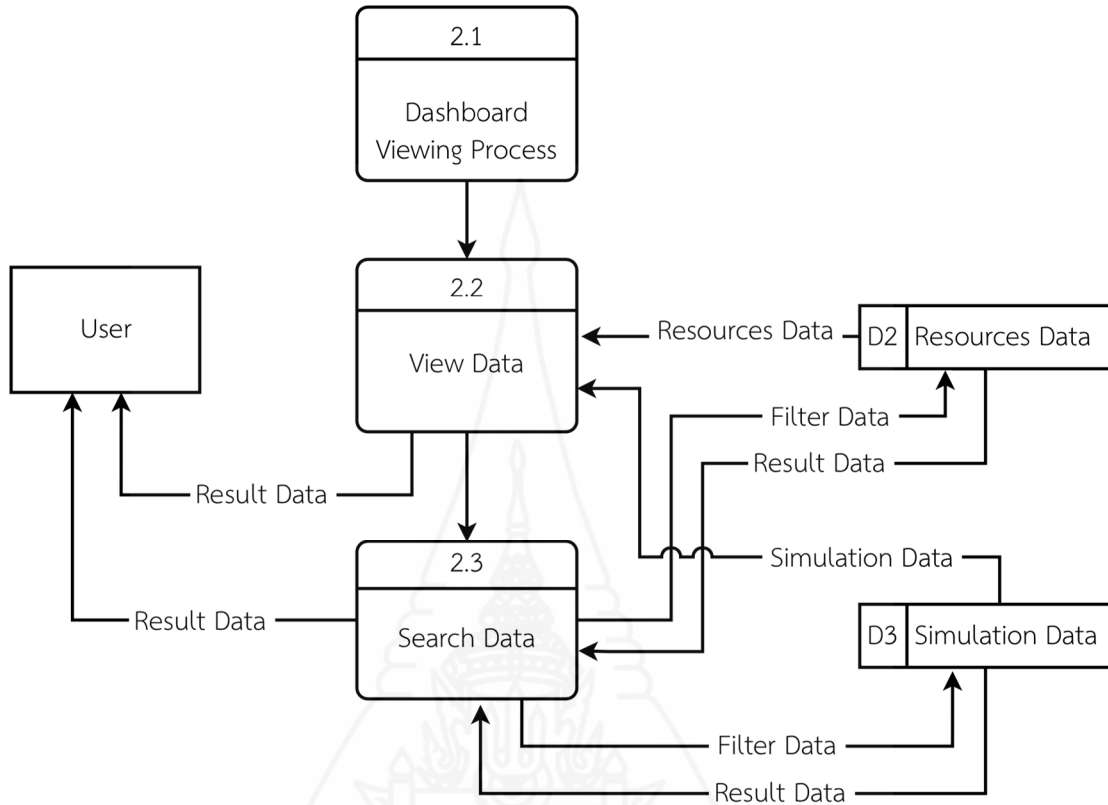 2.1
Dashboard
Viewing Process
2.2
User
Resources Data
D2
Resources Data
View Data
Filter Data
Result Data
Result Data
2.3
Simulation Data
Result Data
Search Data
D3
Simulation Data
Filter Data
Result Data